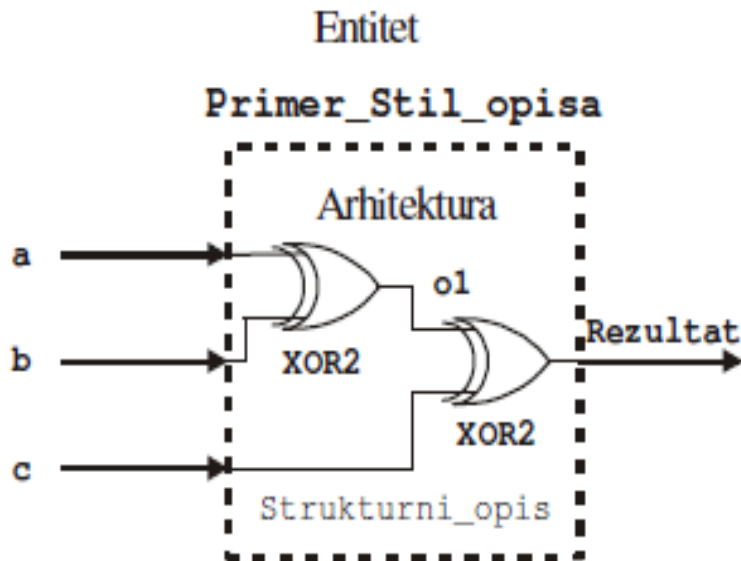 Entitet
Primer_Stil_opisa
Arhitektura
a
o1
Rezultat
b
XOR2
XOR2
c
Strukturni_opis